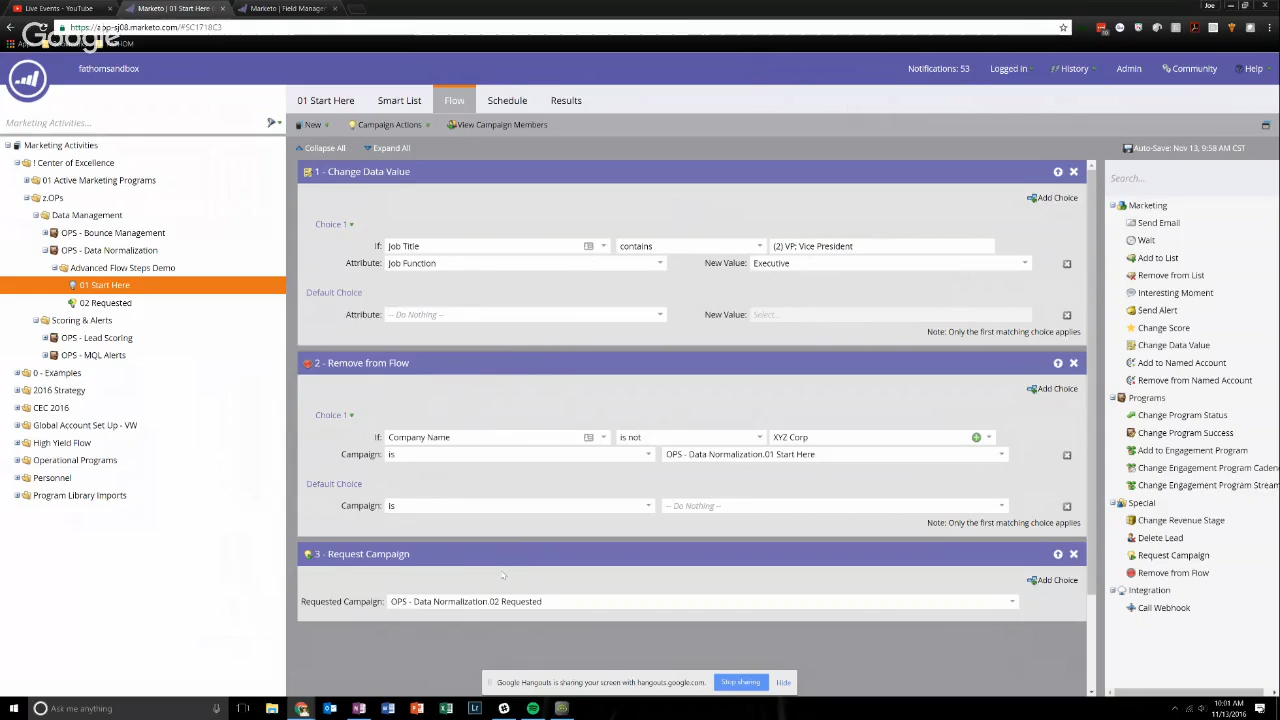 Live Events - YouTube
Marketo | 01 Start Here (
Marketo | Field Manage
Joe
https://app-sj08.marketo.com/#SC1718C3
Google
fathomsandbox
Notifications: 53
Logged In
History
Admin
Community
Help
Marketing Activities...
01 Start Here
Smart List
Flow
Schedule
Results
New
Campaign Actions
View Campaign Members
Collapse All
Expand All
Auto-Save: Nov 13, 9:58 AM CST
Marketing Activities
! Center of Excellence
01 Active Marketing Programs
z.OPs
Data Management
OPS - Bounce Management
OPS - Data Normalization
Advanced Flow Steps Demo
01 Start Here
02 Requested
Scoring & Alerts
OPS - Lead Scoring
OPS - MQL Alerts
0 - Examples
2016 Strategy
CEC 2016
Global Account Set Up - VW
High Yield Flow
Operational Programs
Personnel
Program Library Imports
1 - Change Data Value
Add Choice
Choice 1
If: Job Title contains (2) VP; Vice President
Attribute: Job Function New Value: Executive
Default Choice
Attribute: -- Do Nothing -- New Value: Select...
Note: Only the first matching choice applies
2 - Remove from Flow
Add Choice
Choice 1
If: Company Name is not XYZ Corp
Campaign: is OPS - Data Normalization.01 Start Here
Default Choice
Campaign: is -- Do Nothing --
Note: Only the first matching choice applies
3 - Request Campaign
Add Choice
Requested Campaign: OPS - Data Normalization.02 Requested
Search...
Marketing
Send Email
Wait
Add to List
Remove from List
Interesting Moment
Send Alert
Change Score
Change Data Value
Add to Named Account
Remove from Named Account
Programs
Change Program Status
Change Program Success
Add to Engagement Program
Change Engagement Program Caden
Change Engagement Program Stream
Special
Change Revenue Stage
Delete Lead
Request Campaign
Remove from Flow
Integration
Call Webhook
Google Hangouts is sharing your screen with hangouts.google.com.
Stop sharing
Hide
Ask me anything
10:01 AM
11/13/2016